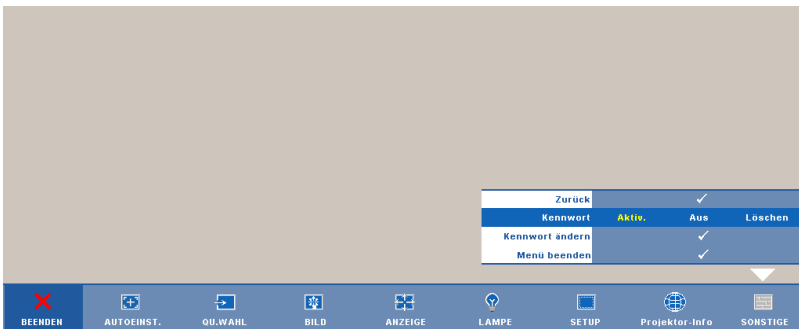 Zurück
Kennwort Aktiv. Aus Löschen
Kennwort ändern
Menü beenden
BEENDEN AUTOEINST. QU.WAHL BILD ANZEIGE LAMPE SETUP Projektor-Info SONSTIGE